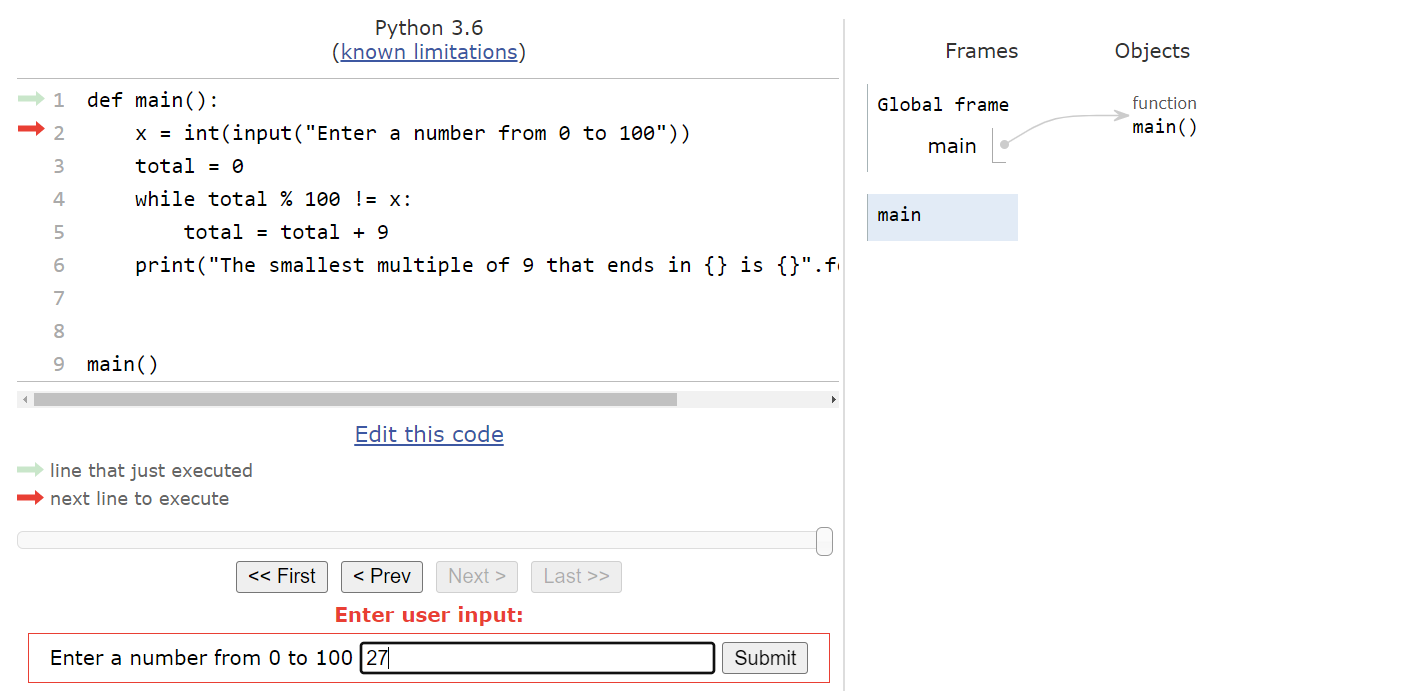 Python 3.6
(known limitations)
1 def main():
2     x = int(input("Enter a number from 0 to 100"))
3     total = 0
4     while total % 100 != x:
5         total = total + 9
6     print("The smallest multiple of 9 that ends in {} is {}".f
7
8
9 main()
Edit this code
line that just executed
next line to execute
<< First < Prev Next > Last >>
Enter user input:
Enter a number from 0 to 100 27 Submit
Frames Objects
Global frame
main
function
main()
main